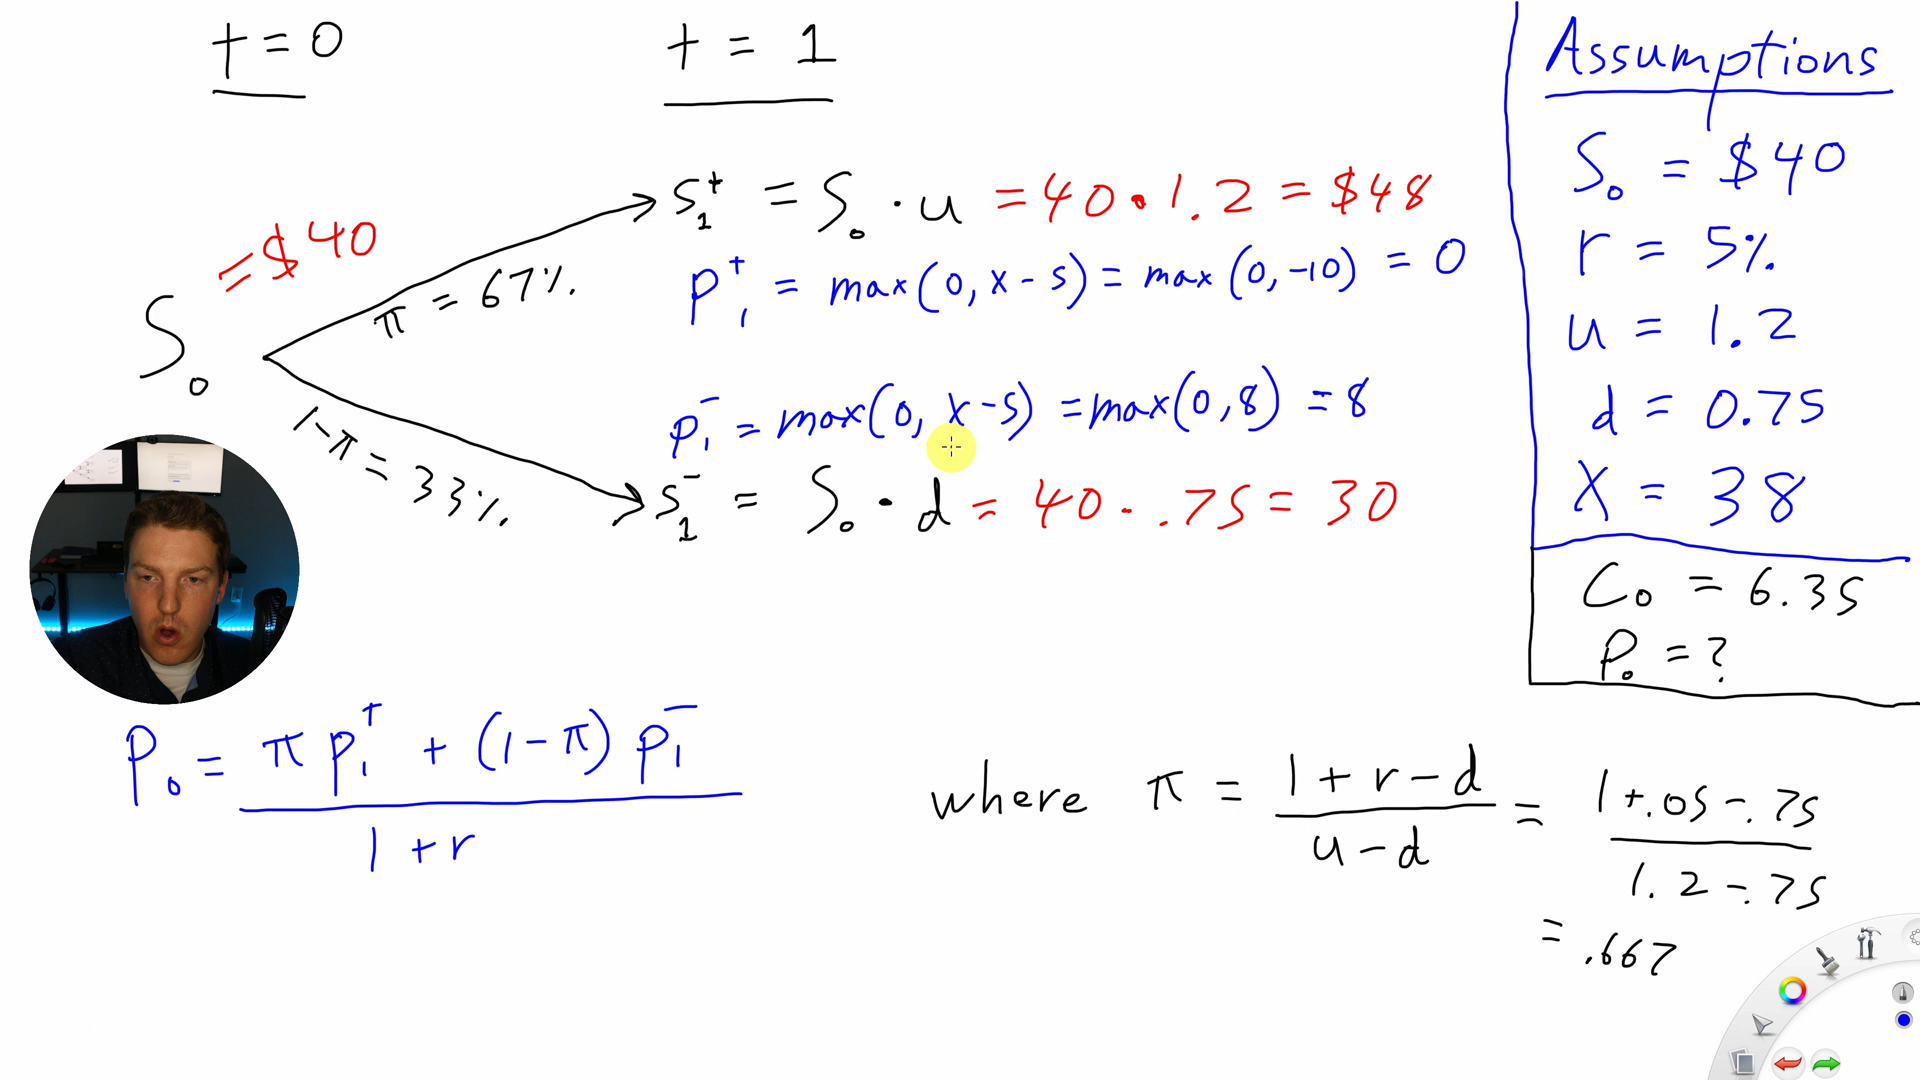 t = 0
t = 1
Assumptions
S₀ = $40
r = 5%
u = 1.2
d = 0.75
X = 38
C₀ = 6.35
P₀ = ?
S₀ = $40
π = 67%.
1-π = 33%.
S₁⁺ = S₀ · u = 40 · 1.2 = $48
P₁⁺ = max(0, x-s) = max(0, -10) = 0
P₁⁻ = max(0, x-s) = max(0, 8) = 8
S₁⁻ = S₀ · d = 40 · .75 = 30
P₀ = πP₁⁺ + (1-π)P₁⁻
1 + r
where π = 1 + r - d = 1 + .05 - .75
u - d
1.2 - .75
= .667